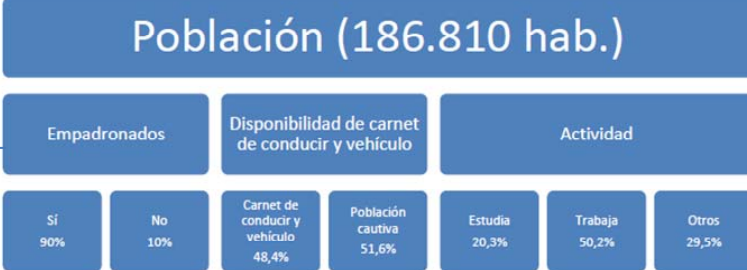 Población (186.810 hab.)
Empadronados
Disponibilidad de carnet
de conducir y vehículo
Actividad
Sí
90%
No
10%
Carnet de
conducir y
vehículo
48,4%
Población
cautiva
51,6%
Estudia
20,3%
Trabaja
50,2%
Otros
29,5%